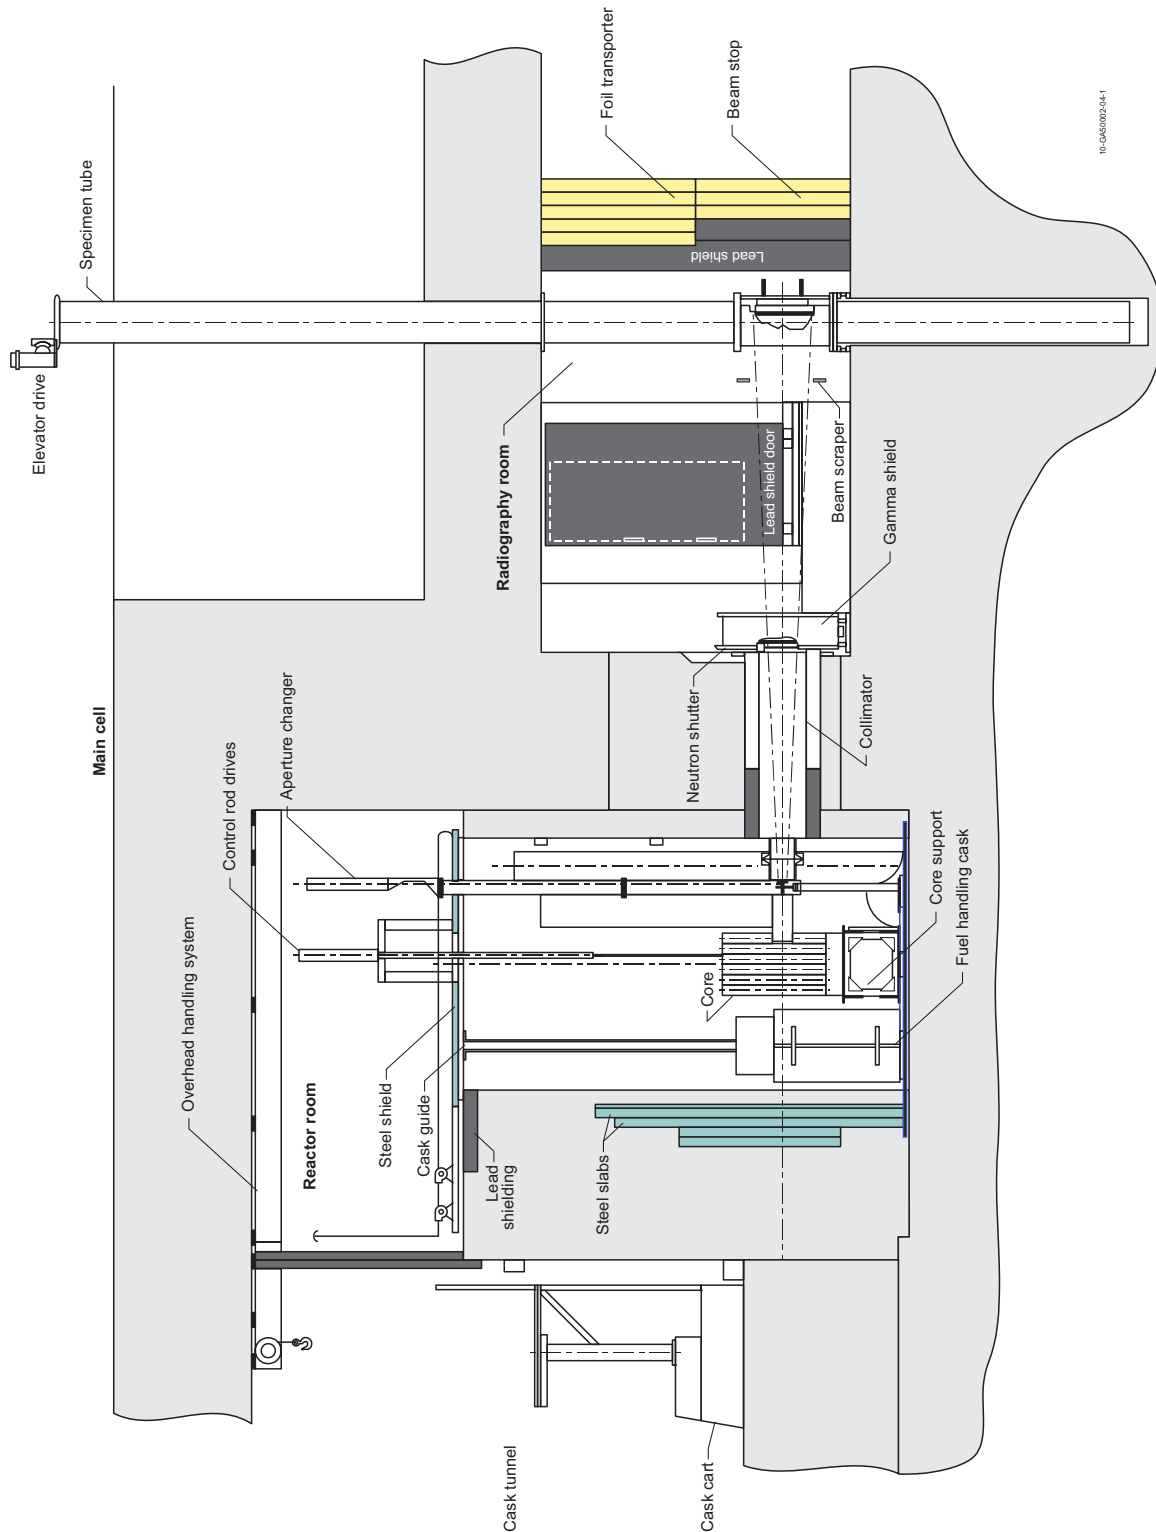 Elevator drive
Specimen tube
Main cell
Foil transporter
Beam stop
Lead shield
Radiography room
Lead shield door
Beam scraper
Gamma shield
Neutron shutter
Collimator
Overhead handling system
Control rod drives
Aperture changer
Reactor room
Steel shield
Cask guide
Lead
shielding
Steel slabs
Core
Core support
Fuel handling cask
Cask tunnel
Cask cart
10-GA50002-04-1